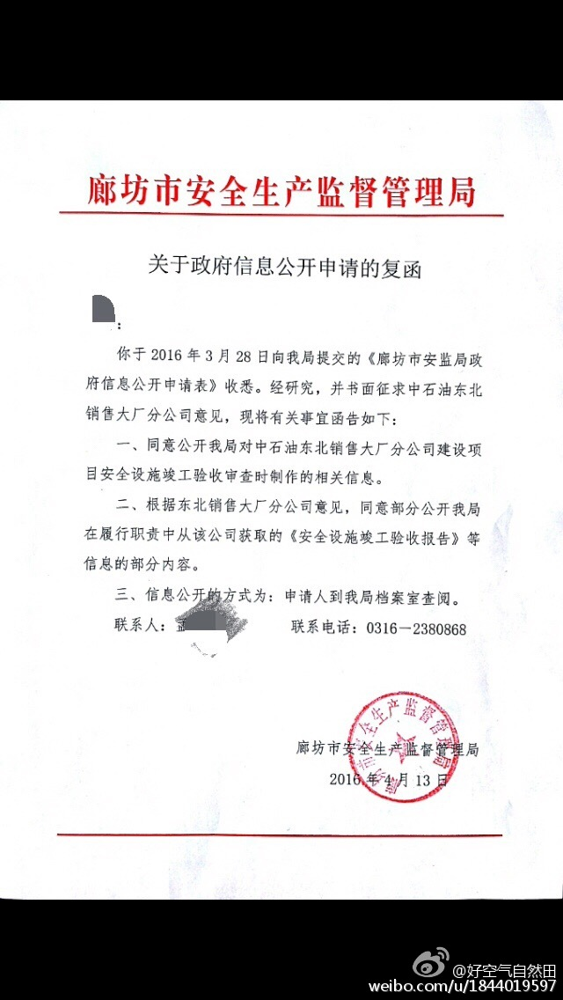 廊坊市安全生产监督管理局
关于政府信息公开申请的复函
：
你于2016年3月28日向我局提交的《廊坊市安监局政
府信息公开申请表》收悉。经研究，并书面征求中石油东北
销售大厂分公司意见，现将有关事宜函告如下：
一、同意公开我局对中石油东北销售大厂分公司建设项
目安全设施竣工验收审查时制作的相关信息。
二、根据东北销售大厂分公司意见，同意部分公开我局
在履行职责中从该公司获取的《安全设施竣工验收报告》等
信息的部分内容。
三、信息公开的方式为：申请人到我局档案室查阅。
联系人： 联系电话：0316－2380868
廊坊市安全生产监督管理局
廊坊市安全生产监督管理局
2016年4月13日
@好空气自然田
weibo.com/u/1844019597